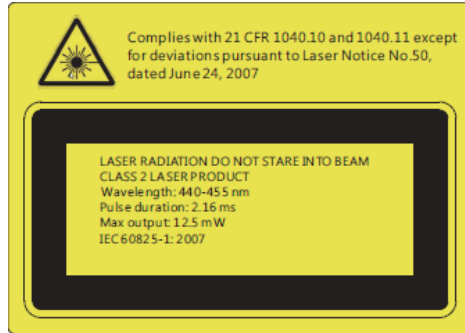 Complies with 21 CFR 1040.10 and 1040.11 except
for deviations pursuant to Laser Notice No.50,
dated June 24, 2007
LASER RADIATION DO NOT STARE INTO BEAM
CLASS 2 LASER PRODUCT
Wavelength: 440-455 nm
Pulse duration: 2.16 ms
Max output: 12.5 mW
IEC60825-1: 2007